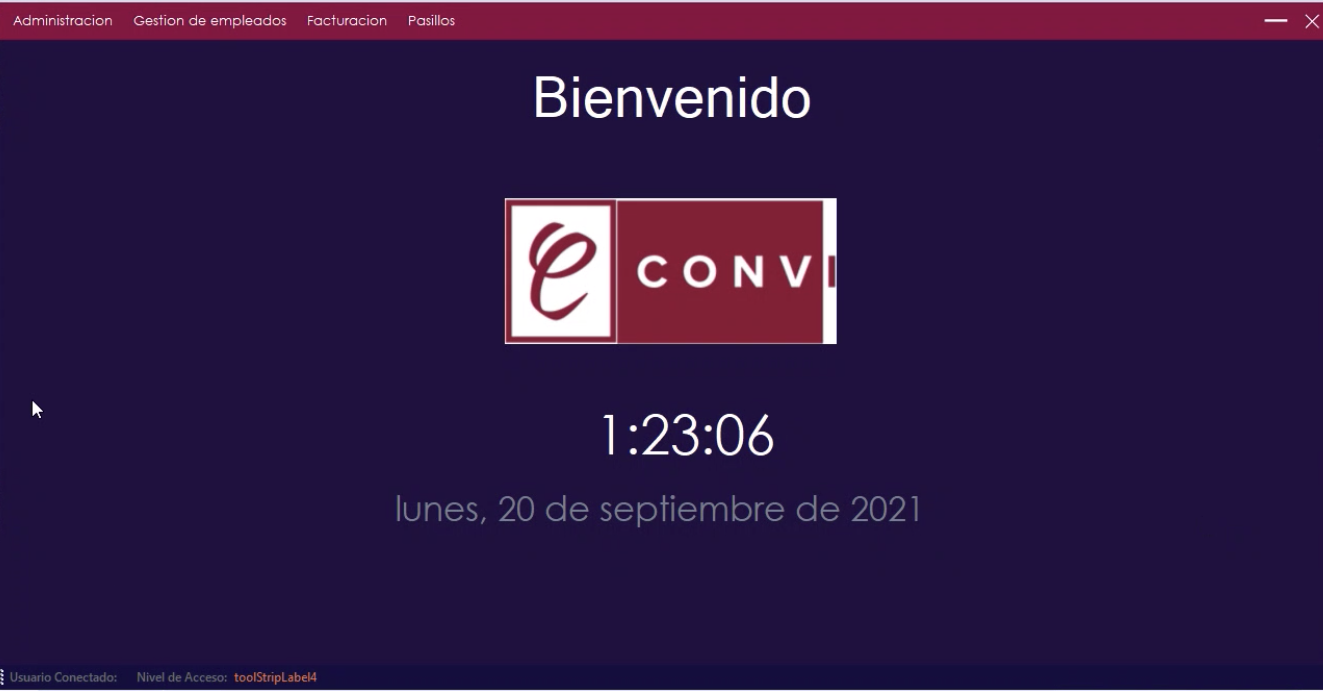 Administracion Gestion de empleados Facturacion Pasillos
Bienvenido
C CONVI
1:23:06
lunes, 20 de septiembre de 2021
Usuario Conectado: Nivel de Acceso: toolStripLabel4